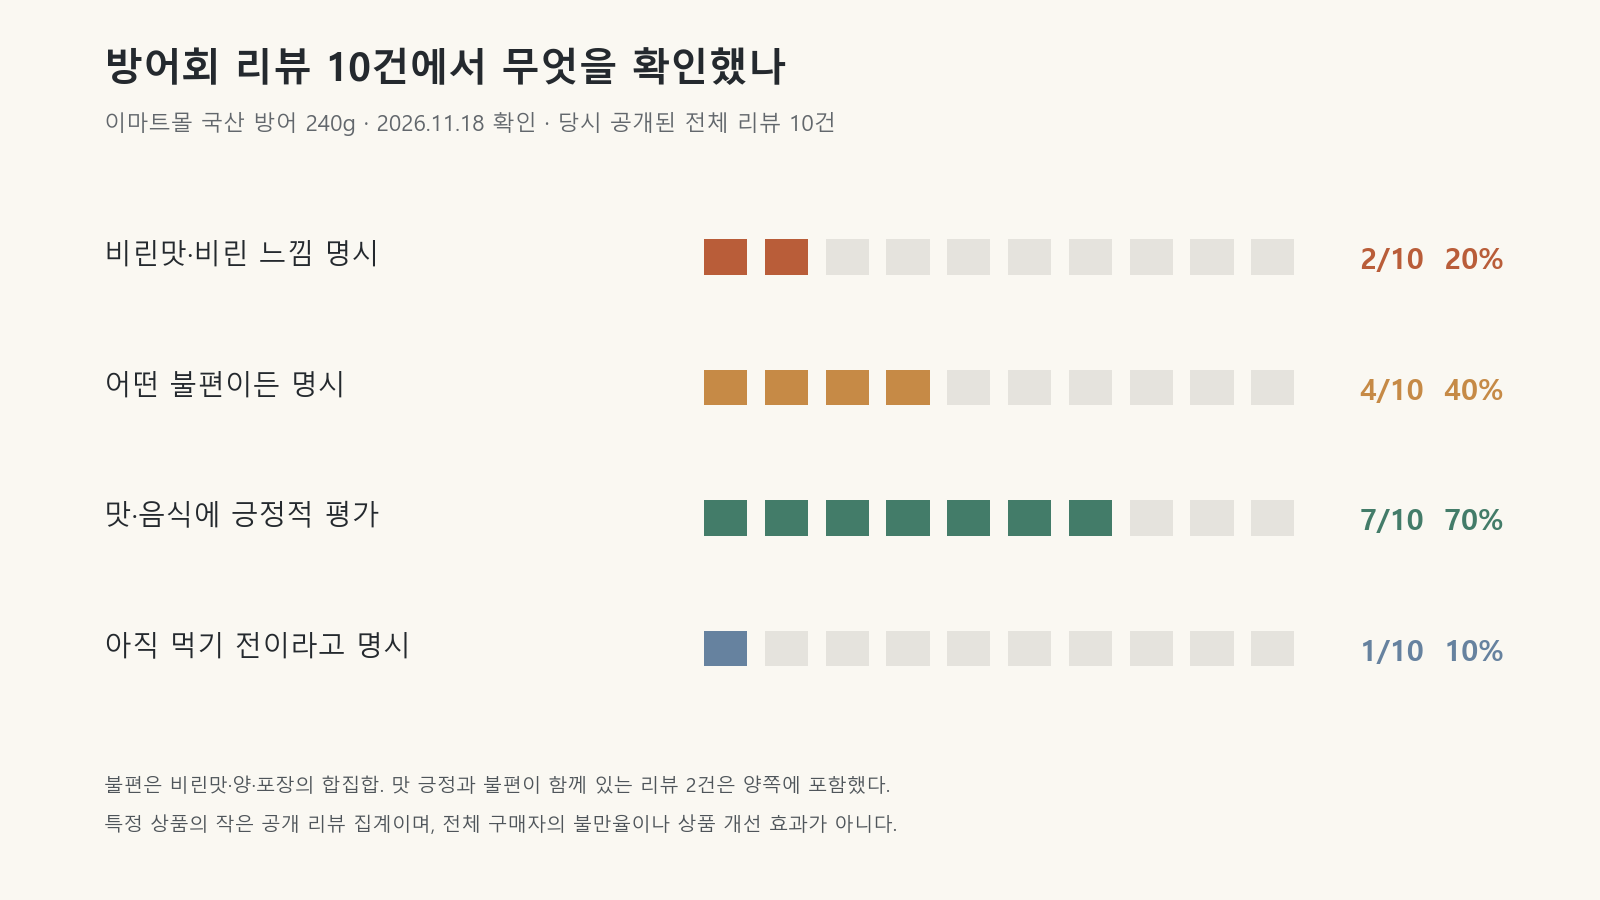 방어회 리뷰 10건에서 무엇을 확인했나
이마트몰 국산 방어 240g · 2026.11.18 확인 · 당시 공개된 전체 리뷰 10건
비린맛·비린 느낌 명시 2/10 20%
어떤 불편이든 명시 4/10 40%
맛·음식에 긍정적 평가 7/10 70%
아직 먹기 전이라고 명시 1/10 10%
불편은 비린맛·양·포장의 합집합. 맛 긍정과 불편이 함께 있는 리뷰 2건은 양쪽에 포함했다.
특정 상품의 작은 공개 리뷰 집계이며, 전체 구매자의 불만율이나 상품 개선 효과가 아니다.